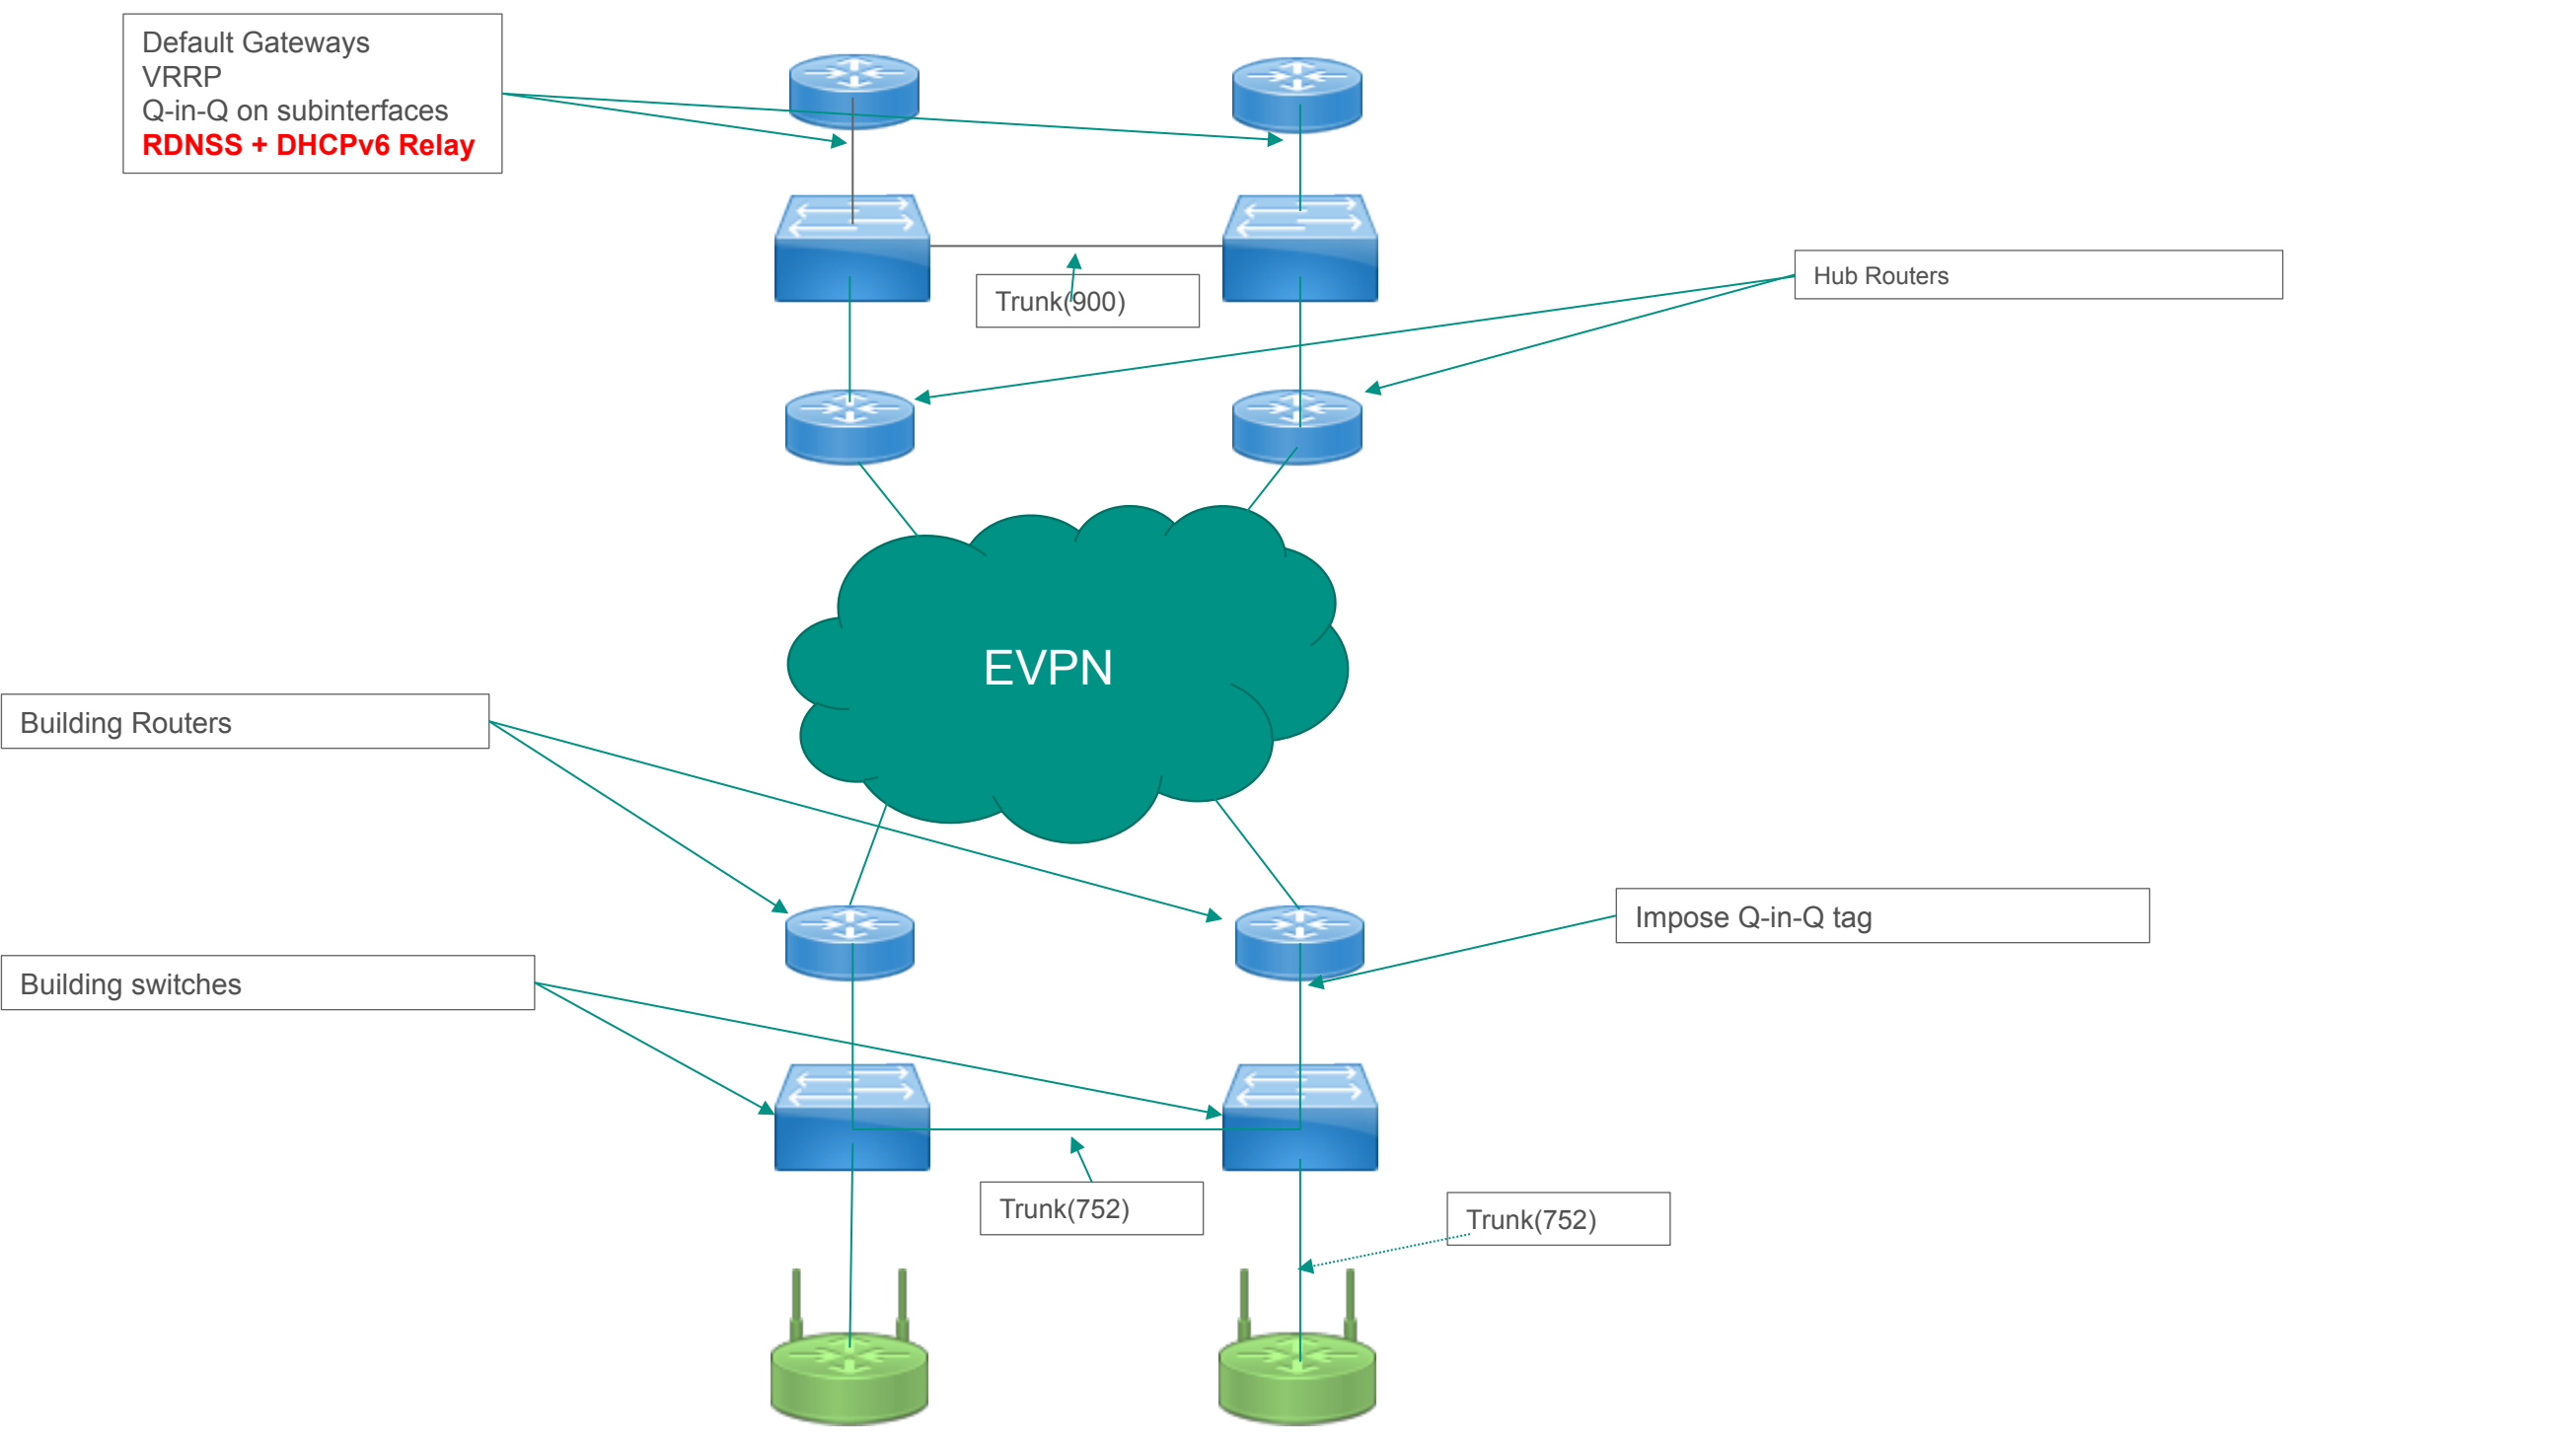 Default Gateways
VRRP
Q-in-Q on subinterfaces
RDNSS + DHCPv6 Relay
Hub Routers
Trunk(900)
EVPN
Building Routers
Impose Q-in-Q tag
Building switches
Trunk(752)
Trunk(752)